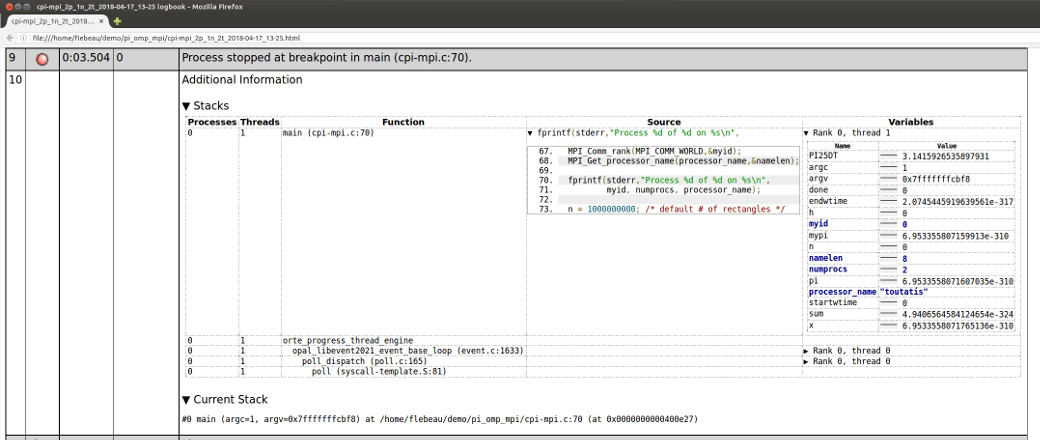 cpi-mpi_2p_1n_2t_2018-04-17_13-25 logbook - Mozilla Firefox
cpi-mpi_2p_1n_2t_2018... ×
file:///home/flebeau/demo/pi_omp_mpi/cpi-mpi_2p_1n_2t_2018-04-17_13-25.html
9 0:03.504 0 Process stopped at breakpoint in main (cpi-mpi.c:70).
10 Additional Information
▼ Stacks
Processes Threads Function Source Variables
0 1 main (cpi-mpi.c:70) ▼ fprintf(stderr,"Process %d of %d on %s\n", ▼ Rank 0, thread 1
Name Value
67. MPI_Comm_rank(MPI_COMM_WORLD,&myid);
68. MPI_Get_processor_name(processor_name,&namelen);
69.
70. fprintf(stderr,"Process %d of %d on %s\n",
71. myid, numprocs, processor_name);
72.
73. n = 1000000000; /* default # of rectangles */
PI25DT 3.1415926535897931
argc 1
argv 0x7fffffffcbf8
done 0
endwtime 2.0745445919639561e-317
h 0
myid 0
mypi 6.953355807159913e-310
n 0
namelen 8
numprocs 2
pi 6.9533558071607035e-310
processor_name "toutatis"
startwtime 0
sum 4.9406564584124654e-324
x 6.9533558071765136e-310
0 1 orte_progress_thread_engine
0 1 opal_libevent2021_event_base_loop (event.c:1633) ▶ Rank 0, thread 0
0 1 poll_dispatch (poll.c:165) ▶ Rank 0, thread 0
0 1 poll (syscall-template.S:81)
▼ Current Stack
#0 main (argc=1, argv=0x7fffffffcbf8) at /home/flebeau/demo/pi_omp_mpi/cpi-mpi.c:70 (at 0x0000000000400e27)